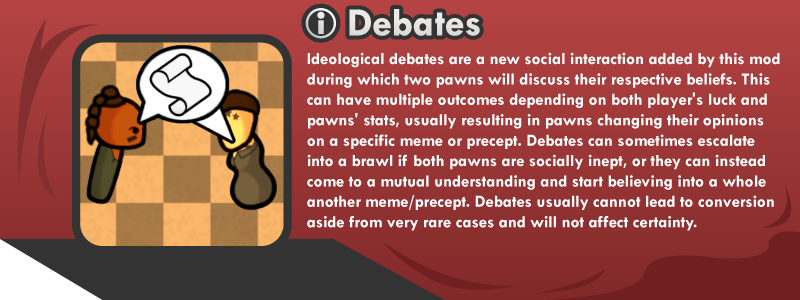 Debates
Ideological debates are a new social interaction added by this mod
during which two pawns will discuss their respective beliefs. This
can have multiple outcomes depending on both player's luck and
pawns' stats, usually resulting in pawns changing their opinions
on a specific meme or precept. Debates can sometimes escalate
into a brawl if both pawns are socially inept, or they can instead
come to a mutual understanding and start believing into a whole
another meme/precept. Debates usually cannot lead to conversion
aside from very rare cases and will not affect certainty.